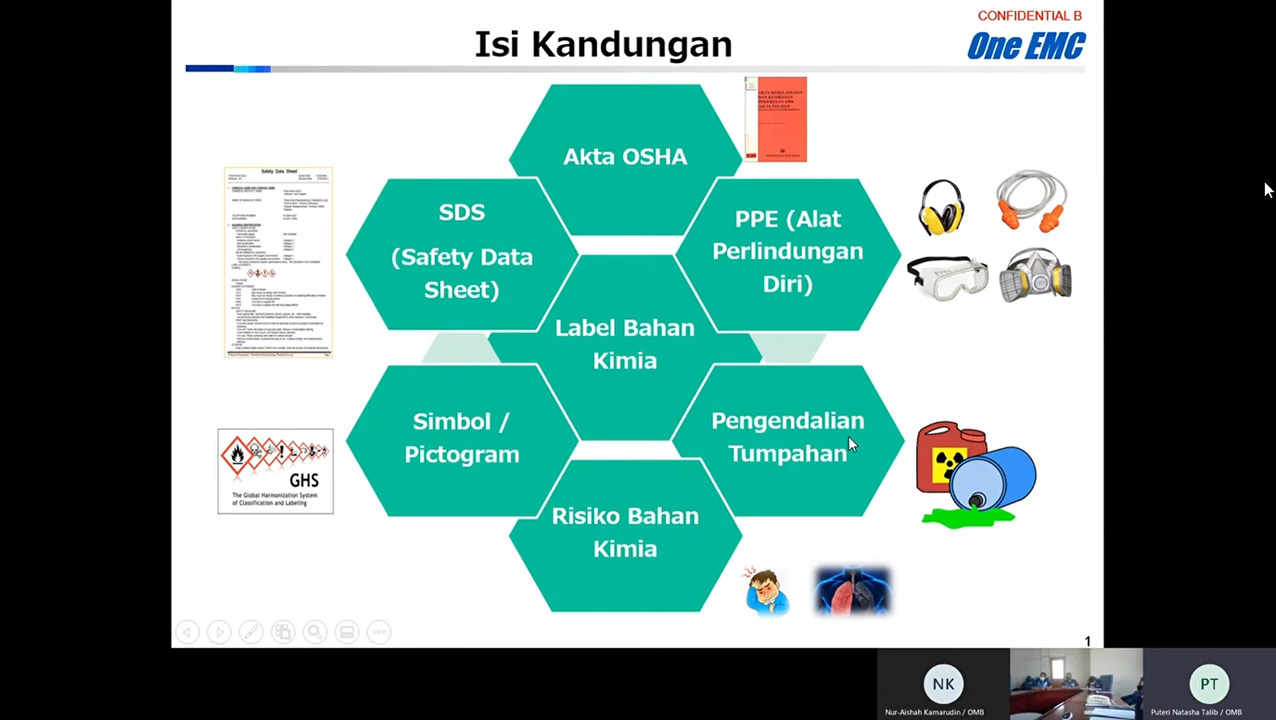 CONFIDENTIAL B
One EMC
Isi Kandungan
Akta OSHA
SDS
(Safety Data
Sheet)
PPE (Alat
Perlindungan
Diri)
Label Bahan
Kimia
Simbol /
Pictogram
Pengendalian
Tumpahan
Risiko Bahan
Kimia
Safety Data Sheet
GHS
The Global Harmonization System
of Classification and Labeling
1
NK
PT
Nur-Aishah Kamarudin / OMB
Puteri Natasha Talib / OMB